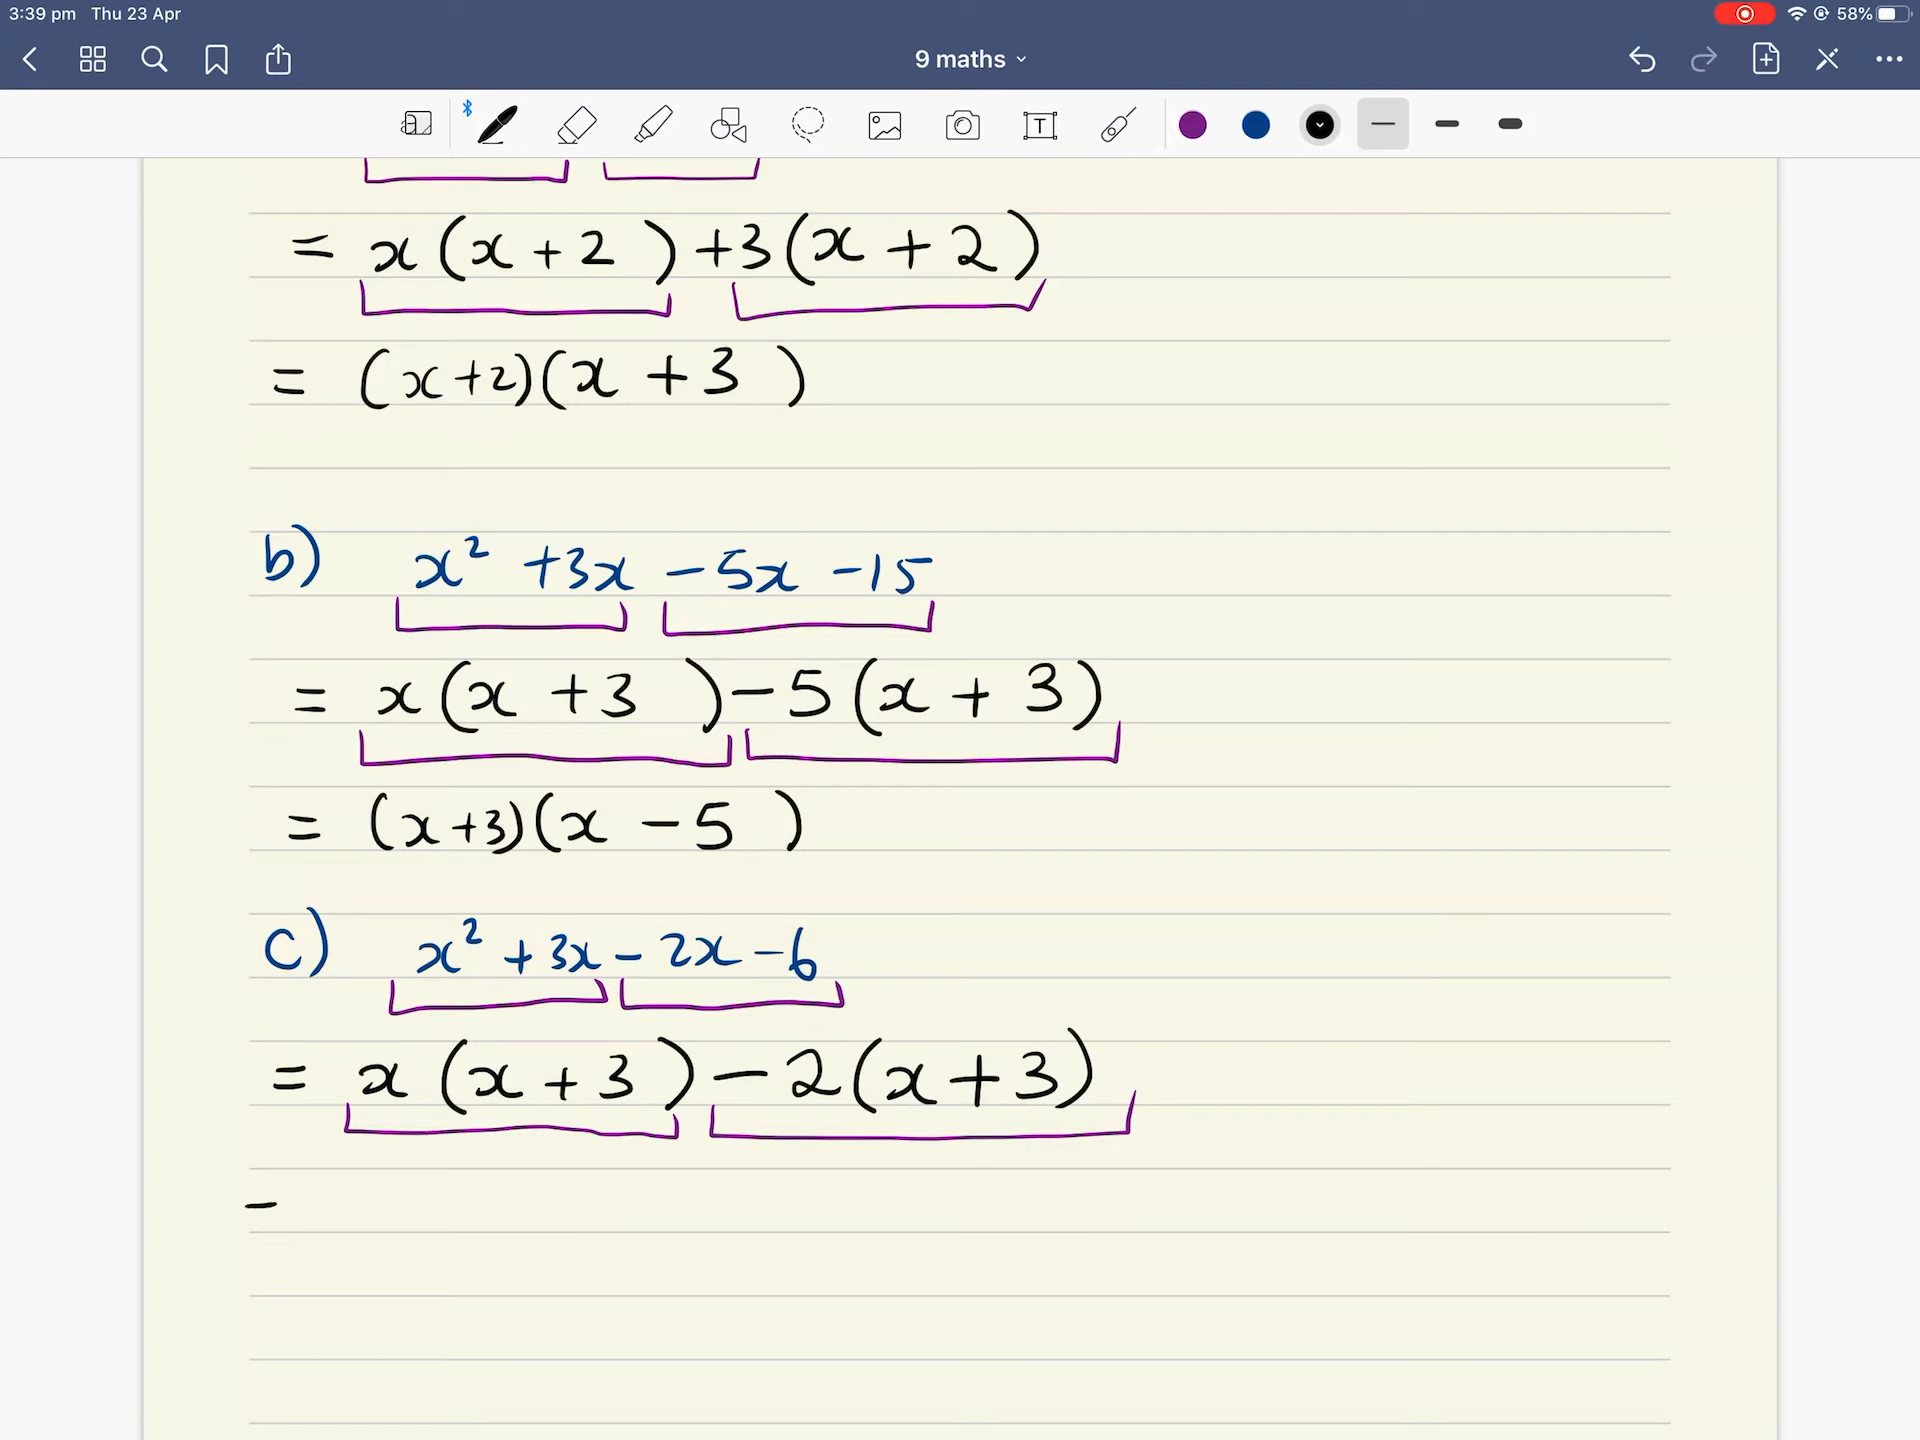 3:39 pm Thu 23 Apr 58%
9 maths
= x(x+2)+3(x+2)
= (x+2)(x+3)
b) x² +3x -5x -15
= x(x+3)-5(x+3)
= (x+3)(x-5)
c) x² +3x - 2x -6
= x(x+3)-2(x+3)
-